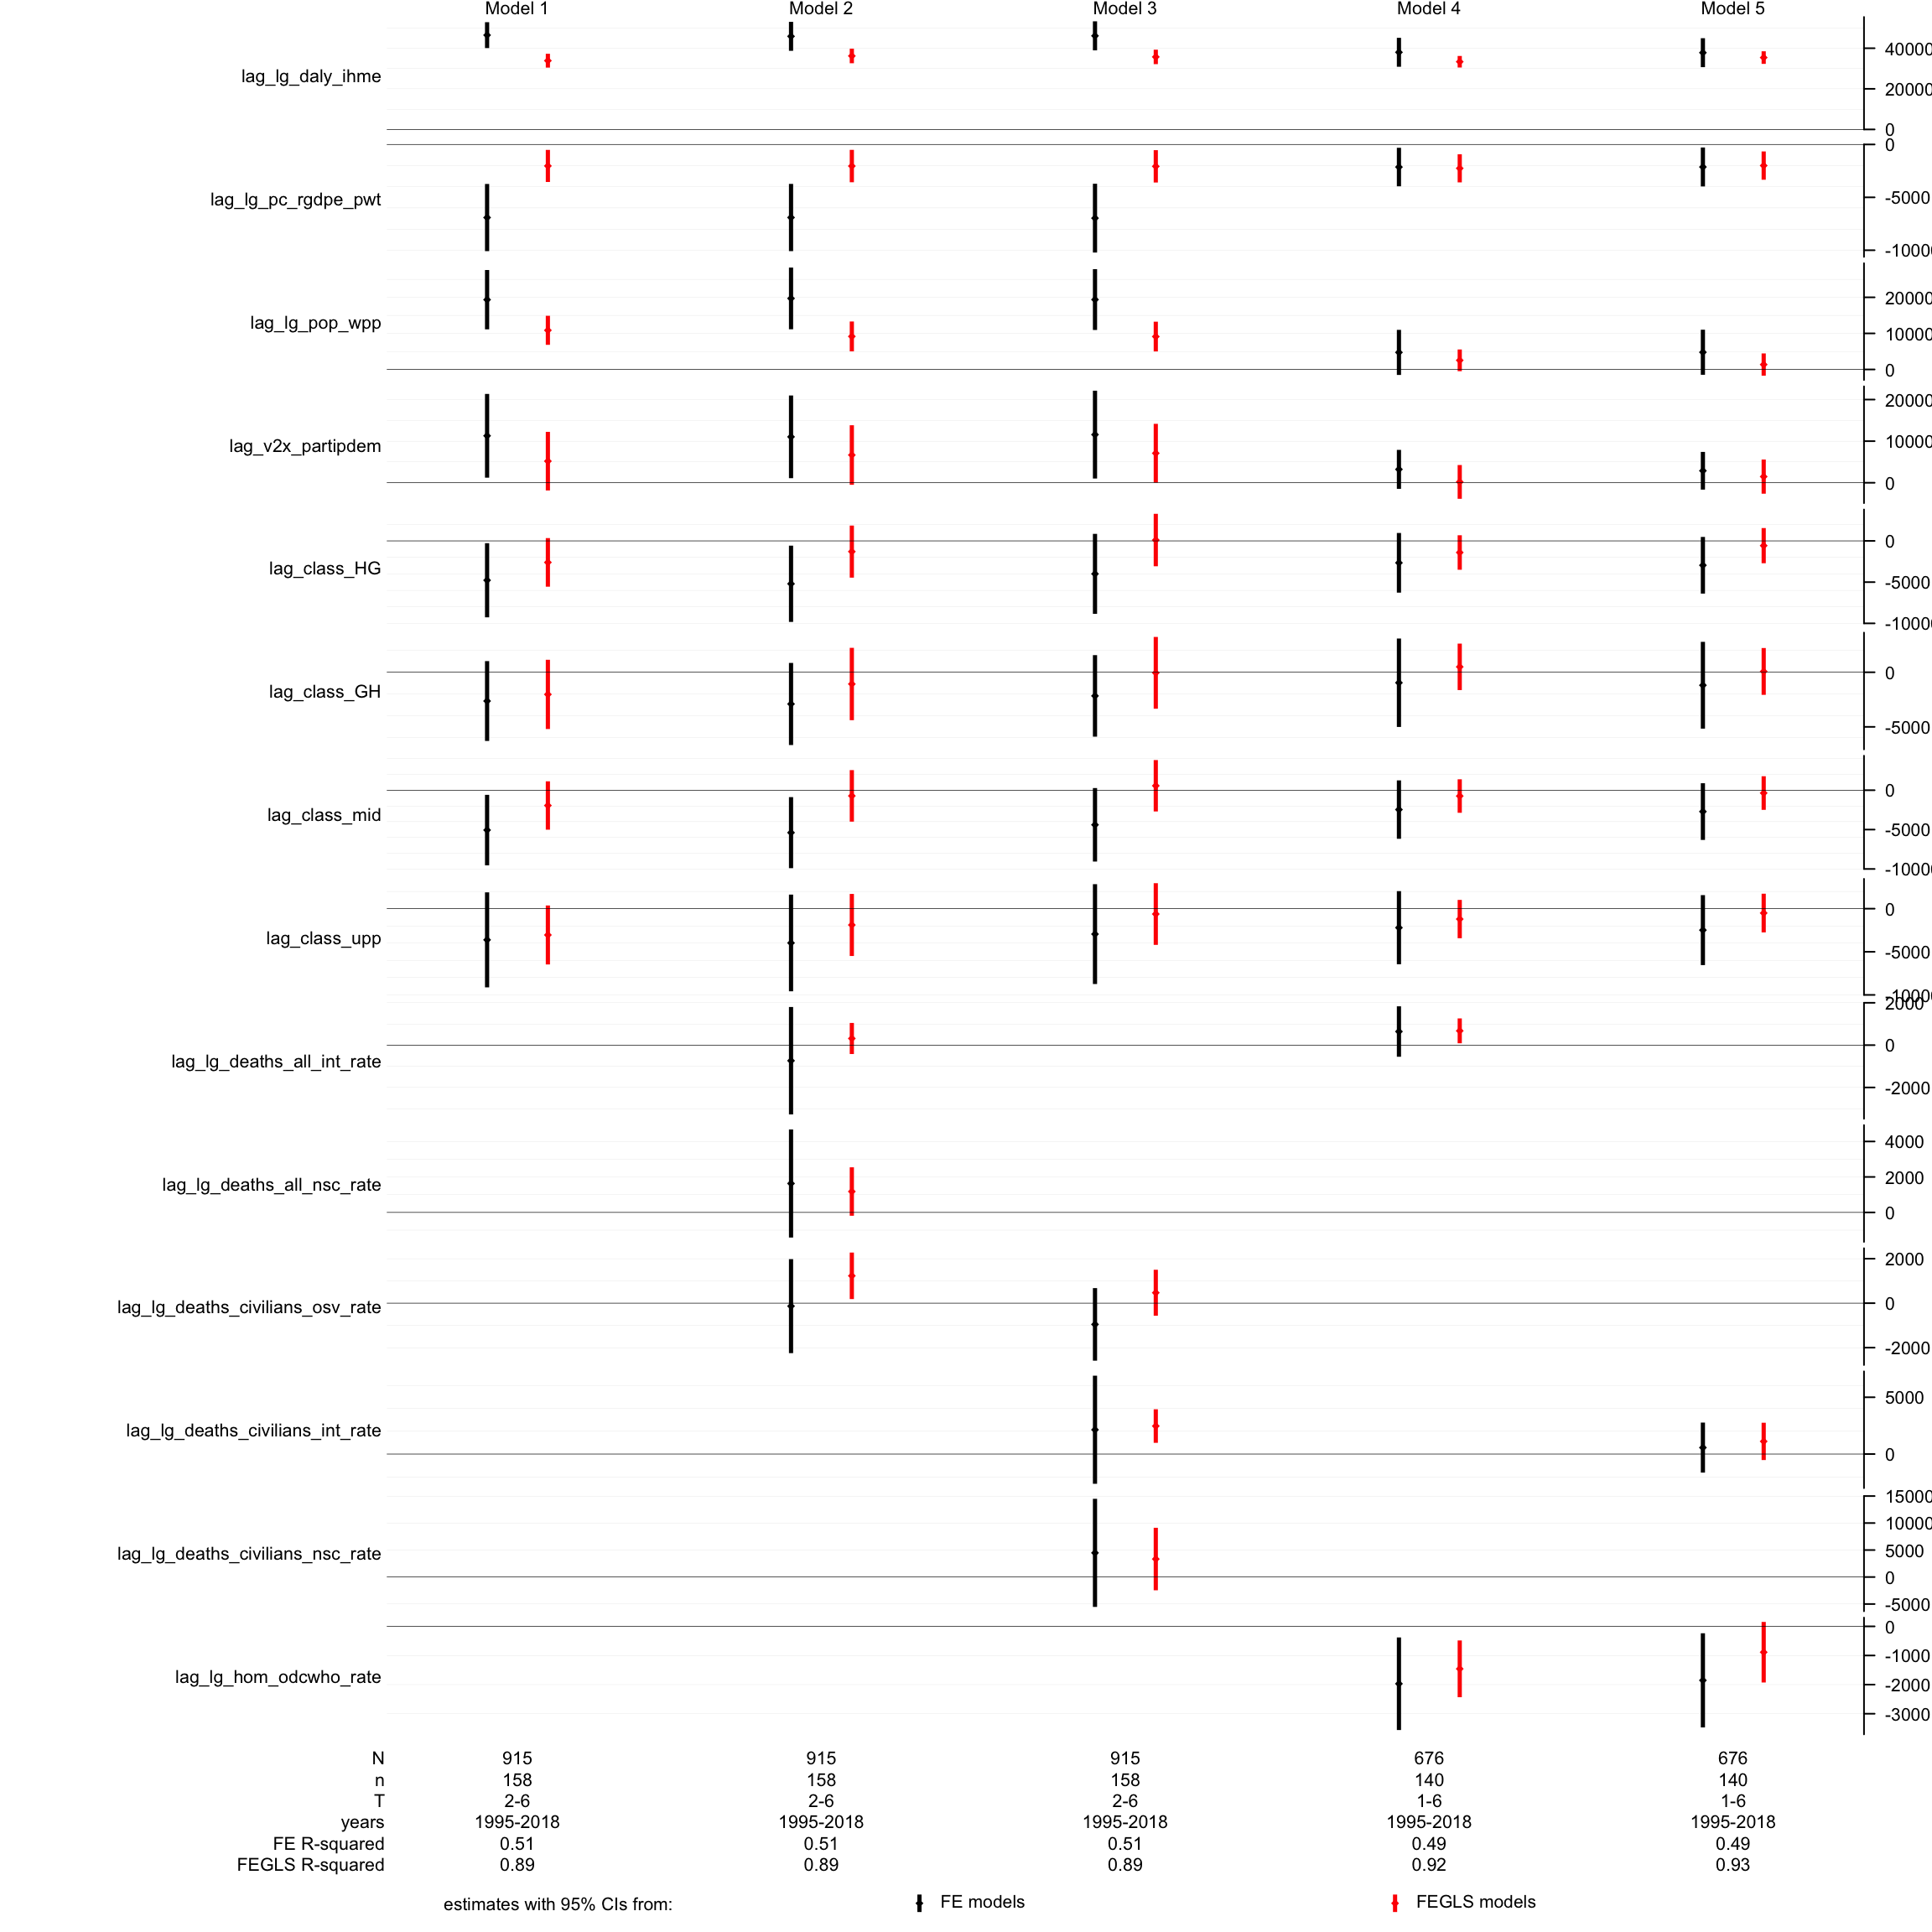 Model 1 Model 2 Model 3 Model 4 Model 5
lag_lg_daly_ihme
40000
20000
0
lag_lg_pc_rgdpe_pwt
0
-5000
-10000
lag_lg_pop_wpp
20000
10000
0
lag_v2x_partipdem
20000
10000
0
lag_class_HG
0
-5000
-10000
lag_class_GH
0
-5000
lag_class_mid
0
-5000
-10000
lag_class_upp
0
-5000
-10000
lag_lg_deaths_all_int_rate
2000
0
-2000
lag_lg_deaths_all_nsc_rate
4000
2000
0
lag_lg_deaths_civilians_osv_rate
2000
0
-2000
lag_lg_deaths_civilians_int_rate
5000
0
lag_lg_deaths_civilians_nsc_rate
15000
10000
5000
0
-5000
lag_lg_hom_odcwho_rate
0
-1000
-2000
-3000
N 915 915 915 676 676
n 158 158 158 140 140
T 2-6 2-6 2-6 1-6 1-6
years 1995-2018 1995-2018 1995-2018 1995-2018 1995-2018
FE R-squared 0.51 0.51 0.51 0.49 0.49
FEGLS R-squared 0.89 0.89 0.89 0.92 0.93
estimates with 95% CIs from: FE models FEGLS models